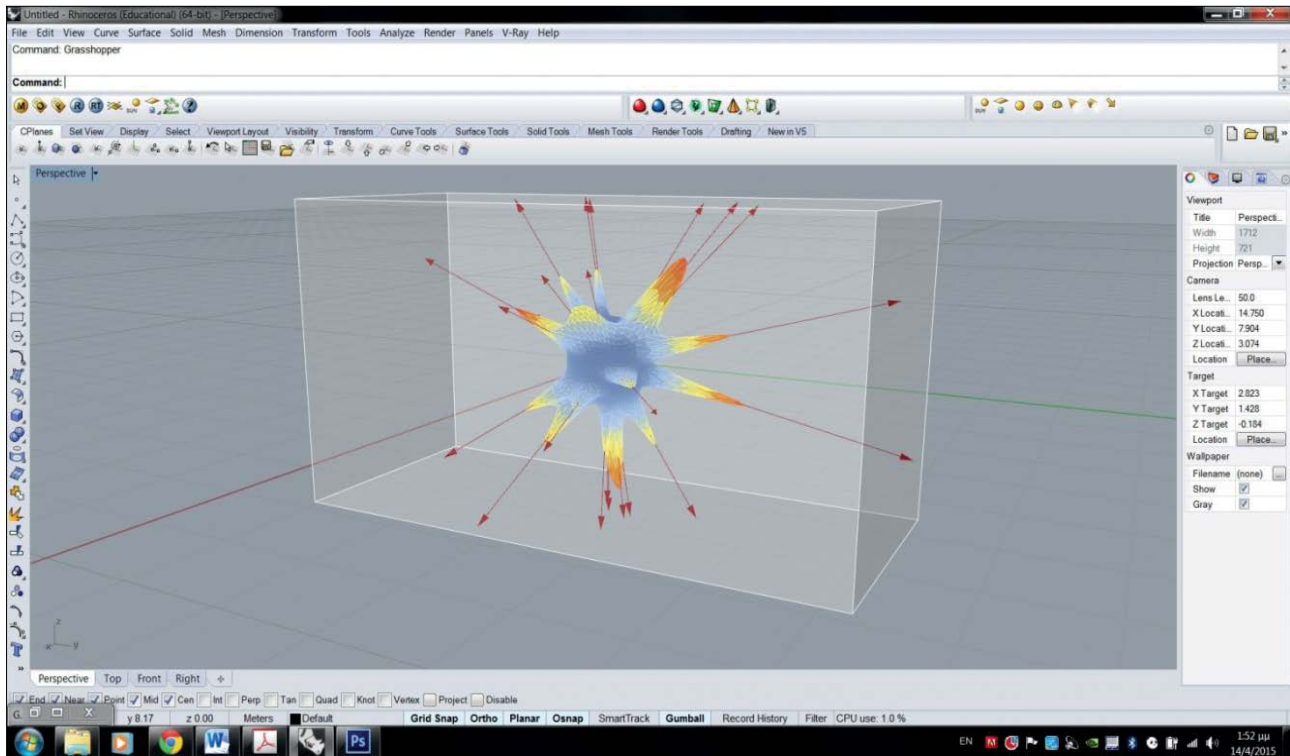 Untitled - Rhinoceros (Educational) (64-bit) - [Perspective]
File Edit View Curve Surface Solid Mesh Dimension Transform Tools Analyze Render Panels V-Ray Help
Command: Grasshopper
Command:
CPlanes Set View Display Select Viewport Layout Visibility Transform Curve Tools Surface Tools Solid Tools Mesh Tools Render Tools Drafting New in V5
Perspective
Viewport
Title Perspecti...
Width 1712
Height 721
Projection Persp...
Camera
Lens Le... 50.0
X Locati... 14.750
Y Locati... 7.904
Z Locati... 3.074
Location Place...
Target
X Target 2.823
Y Target 1.428
Z Target -0.184
Location Place...
Wallpaper
Filename (none) ...
Show
Gray
z
x y
Perspective Top Front Right
End Near Point Mid Cen Int Perp Tan Quad Knot Vertex Project Disable
G. y 8.17 z 0.00 Meters Default Grid Snap Ortho Planar Osnap SmartTrack Gumball Record History Filter CPU use: 1.0 %
W Ps EN 1:52 μμ
14/4/2015